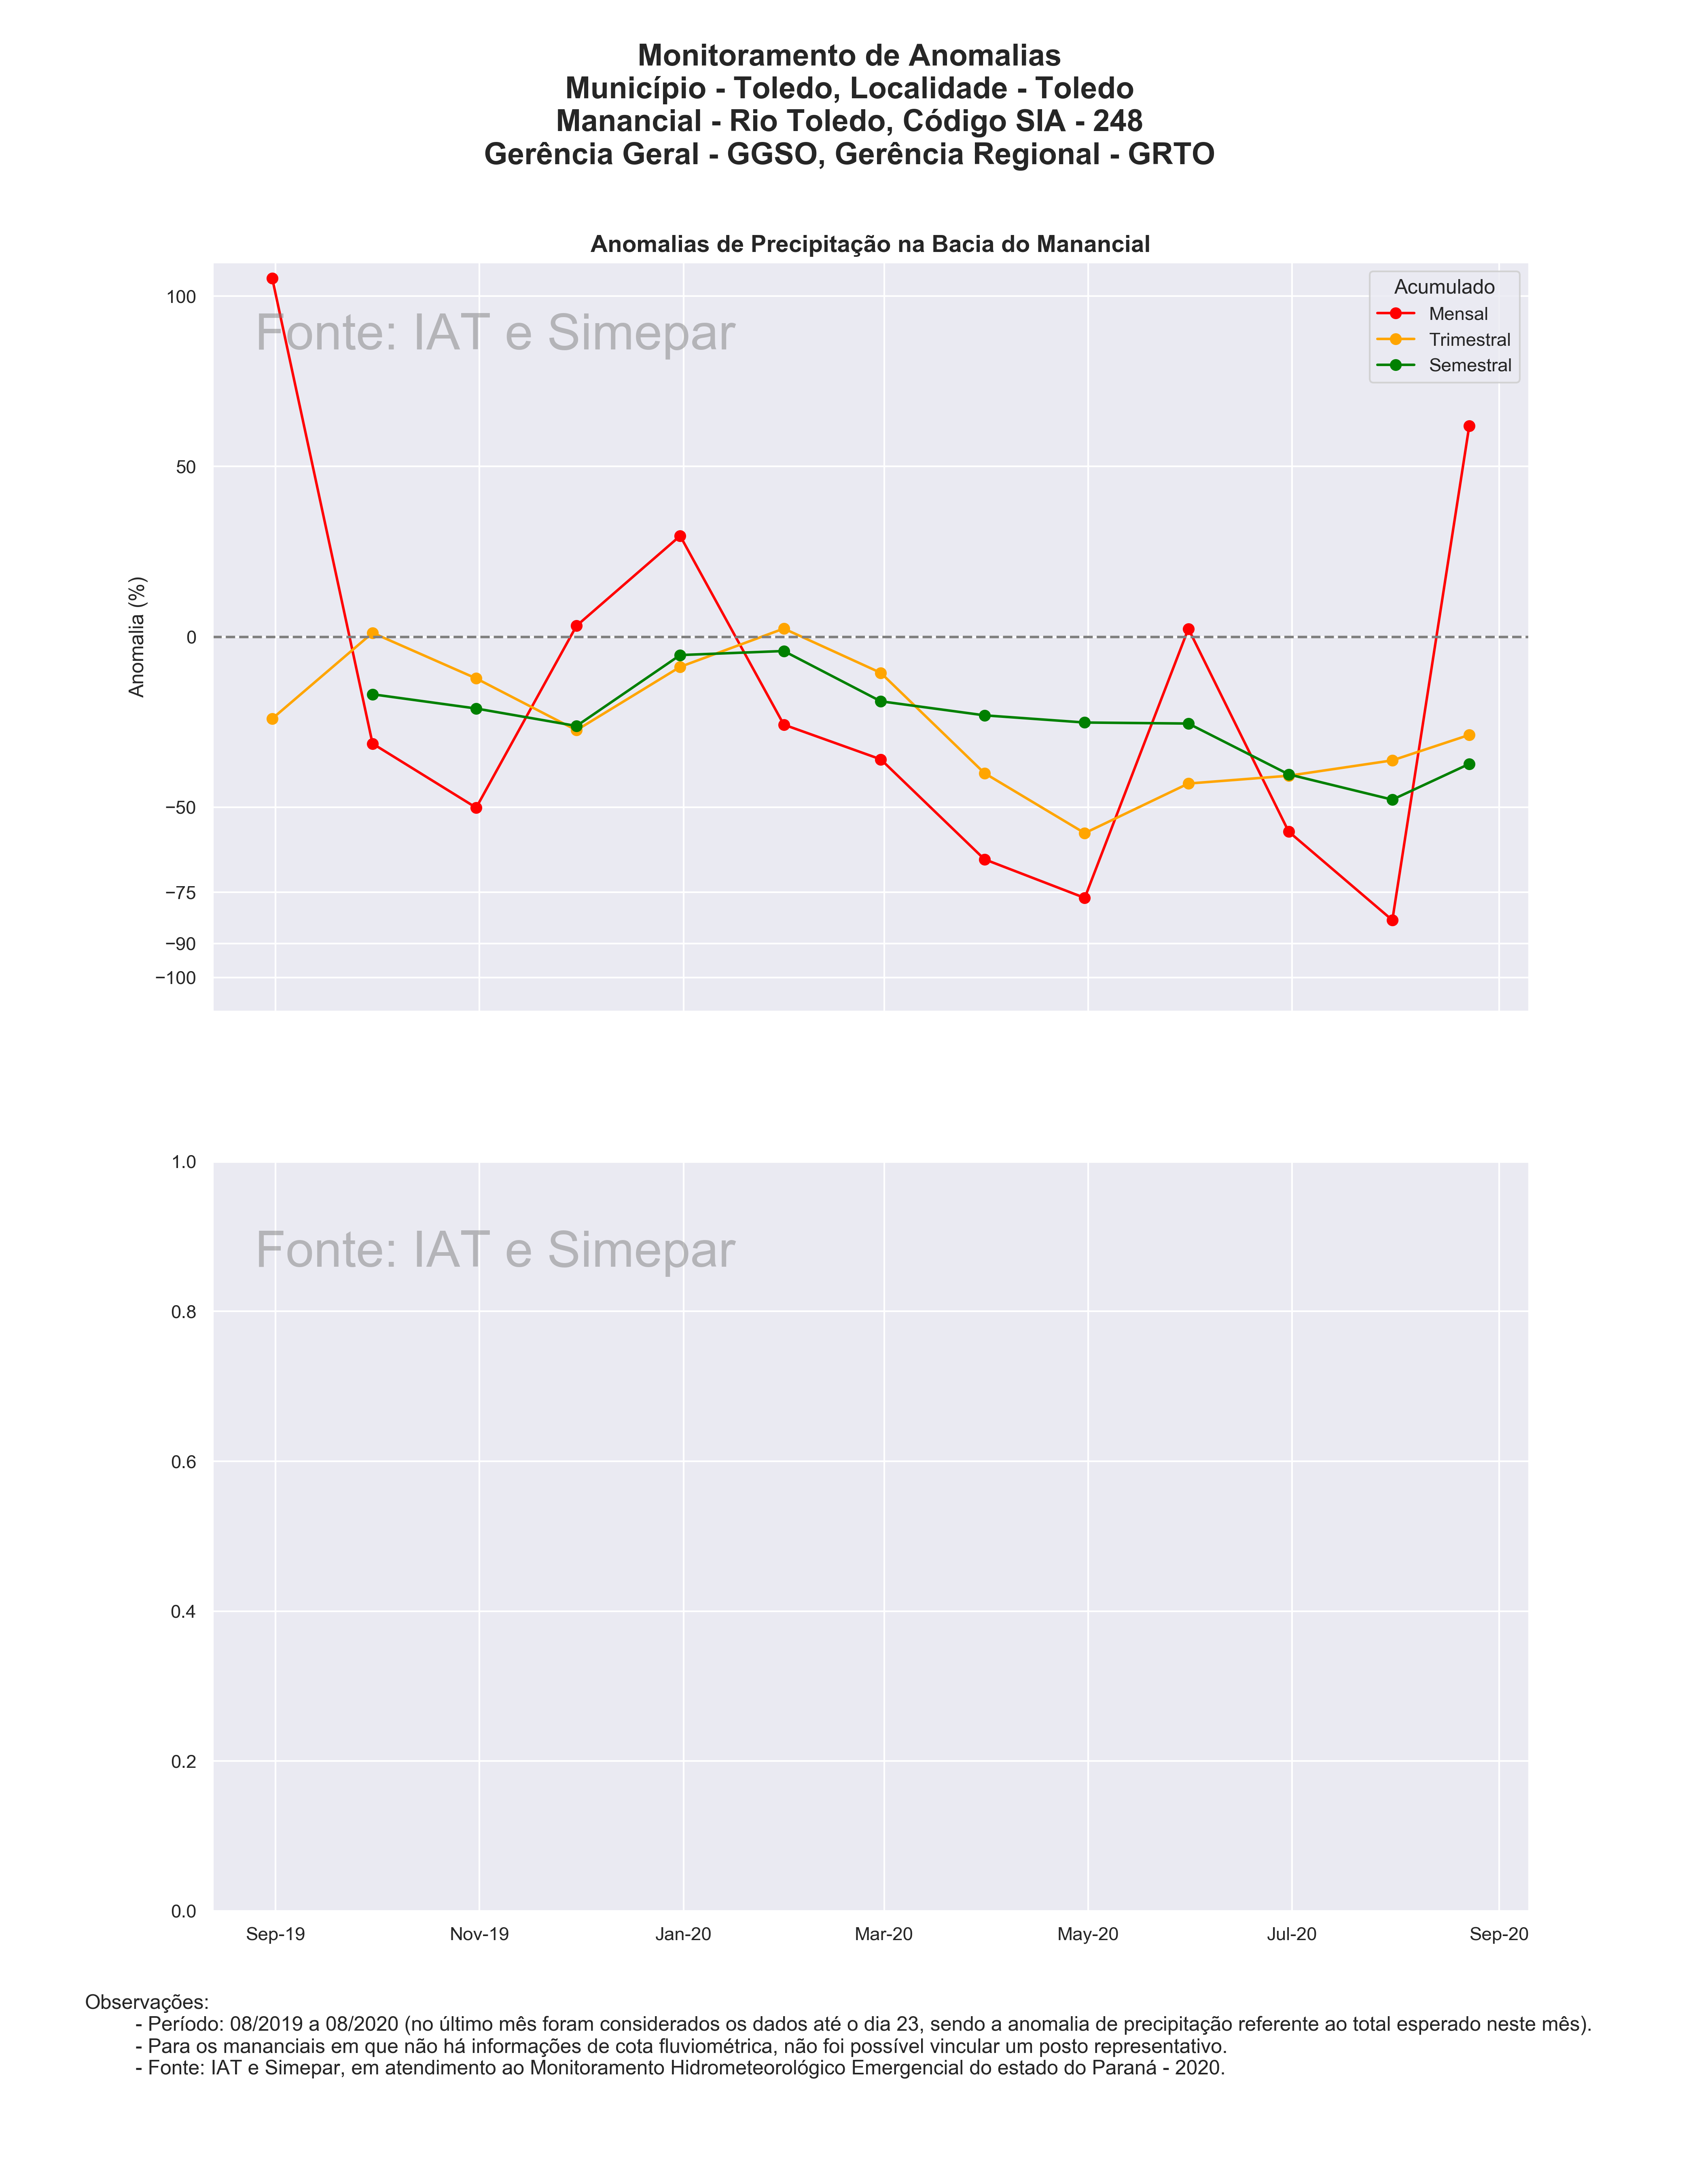 Monitoramento de Anomalias
Município - Toledo, Localidade - Toledo
Manancial - Rio Toledo, Código SIA - 248
Gerência Geral - GGSO, Gerência Regional - GRTO
Anomalias de Precipitação na Bacia do Manancial
Fonte: IAT e Simepar
Acumulado
Mensal
Trimestral
Semestral
Anomalia (%)
100
50
0
−50
−75
−90
−100
Fonte: IAT e Simepar
1.0
0.8
0.6
0.4
0.2
0.0
Sep-19 Nov-19 Jan-20 Mar-20 May-20 Jul-20 Sep-20
Observações:
- Período: 08/2019 a 08/2020 (no último mês foram considerados os dados até o dia 23, sendo a anomalia de precipitação referente ao total esperado neste mês).
- Para os mananciais em que não há informações de cota fluviométrica, não foi possível vincular um posto representativo.
- Fonte: IAT e Simepar, em atendimento ao Monitoramento Hidrometeorológico Emergencial do estado do Paraná - 2020.